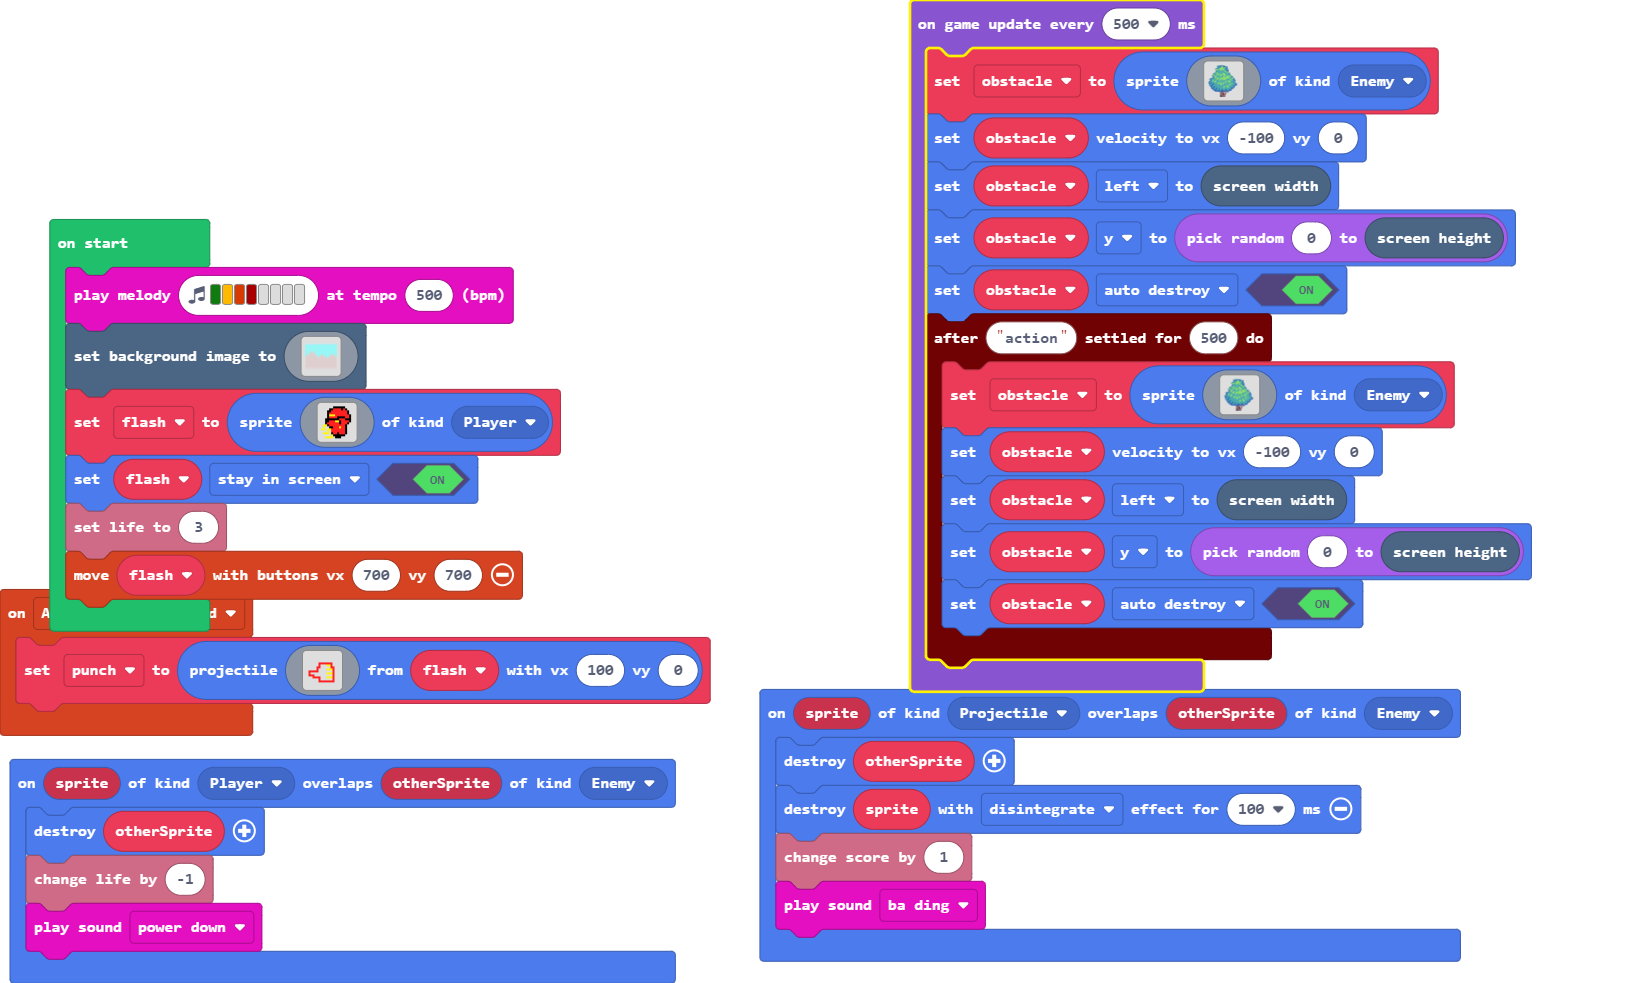 on start
play melody at tempo 500 (bpm)
set background image to
set flash to sprite of kind Player
set flash stay in screen ON
set life to 3
move flash with buttons vx 700 vy 700
on A d
set punch to projectile from flash with vx 100 vy 0
on sprite of kind Player overlaps otherSprite of kind Enemy
destroy otherSprite
change life by -1
play sound power down
on game update every 500 ms
set obstacle to sprite of kind Enemy
set obstacle velocity to vx -100 vy 0
set obstacle left to screen width
set obstacle y to pick random 0 to screen height
set obstacle auto destroy ON
after "action" settled for 500 do
set obstacle to sprite of kind Enemy
set obstacle velocity to vx -100 vy 0
set obstacle left to screen width
set obstacle y to pick random 0 to screen height
set obstacle auto destroy ON
on sprite of kind Projectile overlaps otherSprite of kind Enemy
destroy otherSprite
destroy sprite with disintegrate effect for 100 ms
change score by 1
play sound ba ding